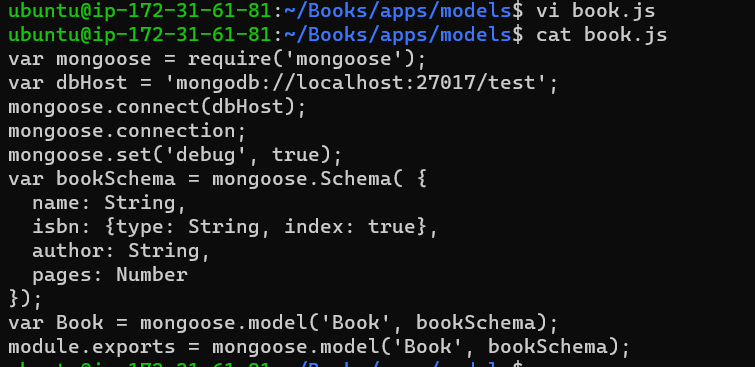 ubuntu@ip-172-31-61-81:~/Books/apps/models$ vi book.js
ubuntu@ip-172-31-61-81:~/Books/apps/models$ cat book.js
var mongoose = require('mongoose');
var dbHost = 'mongodb://localhost:27017/test';
mongoose.connect(dbHost);
mongoose.connection;
mongoose.set('debug', true);
var bookSchema = mongoose.Schema( {
  name: String,
  isbn: {type: String, index: true},
  author: String,
  pages: Number
});
var Book = mongoose.model('Book', bookSchema);
module.exports = mongoose.model('Book', bookSchema);